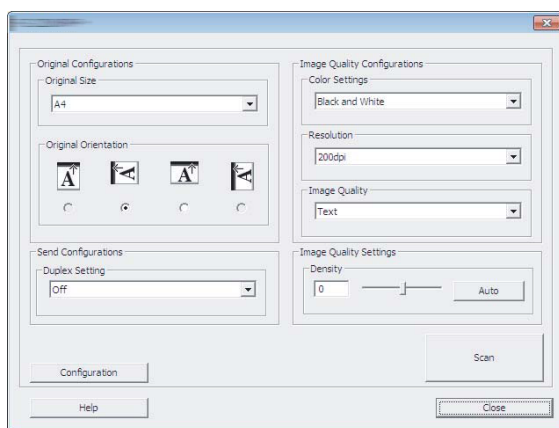 Original Configurations
Original Size
A4
Original Orientation
A
A
A
A
Send Configurations
Duplex Setting
Off
Image Quality Configurations
Color Settings
Black and White
Resolution
200dpi
Image Quality
Text
Image Quality Settings
Density
0
Auto
Scan
Configuration
Help
Close